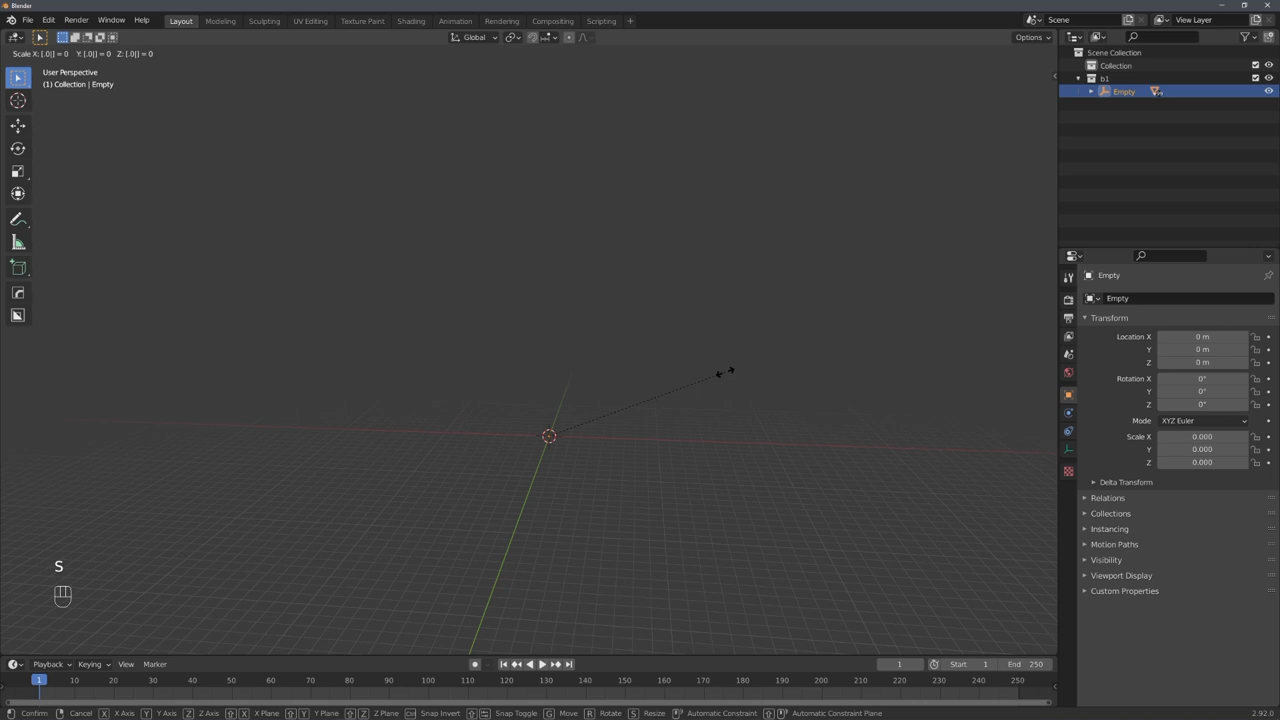 Blender
File Edit Render Window Help
Layout Modeling Sculpting UV Editing Texture Paint Shading Animation Rendering Compositing Scripting +
Scene
View Layer
Global
Options
Scale X: [.0|] = 0 Y: [.0|] = 0 Z: [.0|] = 0
User Perspective
(1) Collection | Empty
Scene Collection
Collection
b1
Empty
Empty
Empty
Transform
Location X 0 m
Y 0 m
Z 0 m
Rotation X 0°
Y 0°
Z 0°
Mode XYZ Euler
Scale X 0.000
Y 0.000
Z 0.000
Delta Transform
Relations
Collections
Instancing
Motion Paths
Visibility
Viewport Display
Custom Properties
S
Playback Keying View Marker
1 Start 1 End 250
1 10 20 30 40 50 60 70 80 90 100 110 120 130 140 150 160 170 180 190 200 210 220 230 240 250
Confirm Cancel X X Axis Y Y Axis Z Z Axis X X Plane Y Y Plane Z Z Plane Ctrl Snap Invert Snap Toggle G Move R Rotate S Resize Automatic Constraint Automatic Constraint Plane
2.92.0